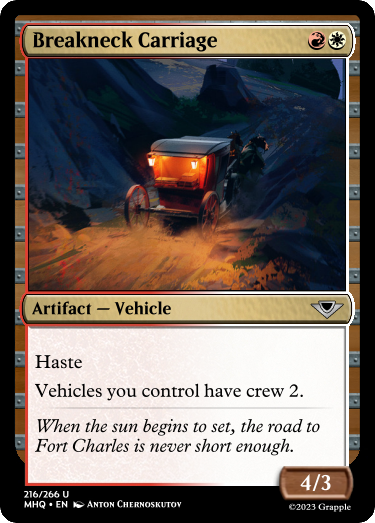 Breakneck Carriage
Artifact — Vehicle
Haste
Vehicles you control have crew 2.
When the sun begins to set, the road to
Fort Charles is never short enough.
4/3
216/266 U
MHQ • EN Anton Chernoskutov
©2023 Grapple